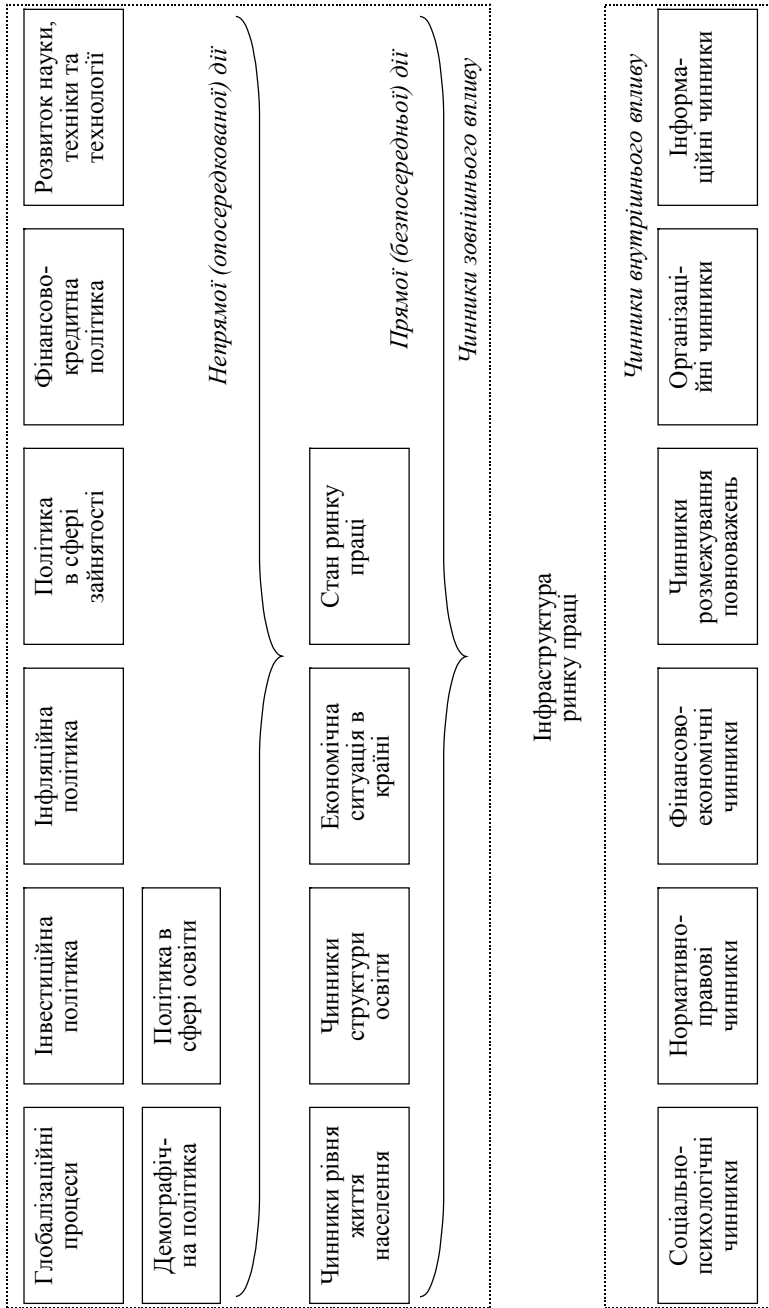 Глобалізаційні
процеси
Інвестиційна
політика
Інфляційна
політика
Політика
в сфері
зайнятості
Фінансово-
кредитна
політика
Розвиток науки,
техніки та
технології
Демографіч-
на політика
Політика в
сфері освіти
Непрямої (опосередкованої) дії
Чинники рівня
життя
населення
Чинники
структури
освіти
Економічна
ситуація в
країні
Стан ринку
праці
Прямої (безпосередньої) дії
Чинники зовнішнього впливу
Інфраструктура
ринку праці
Чинники внутрішнього впливу
Соціально-
психологічні
чинники
Нормативно-
правові
чинники
Фінансово-
економічні
чинники
Чинники
розмежування
повноважень
Організаці-
йні чинники
Інформа-
ційні чинники